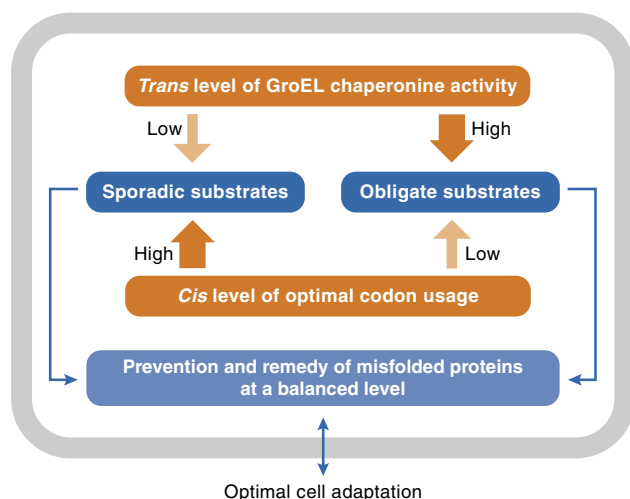 Trans level of GroEL chaperonine activity
Low
High
Sporadic substrates
Obligate substrates
High
Low
Cis level of optimal codon usage
Prevention and remedy of misfolded proteins
at a balanced level
Optimal cell adaptation